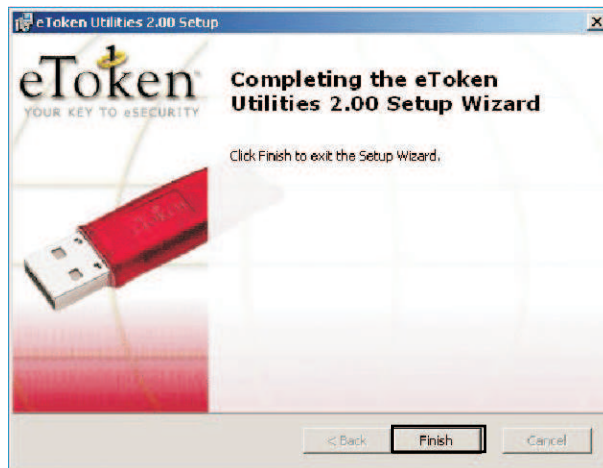 eToken Utilities 2.00 Setup
eToken
YOUR KEY TO eSECURITY
Completing the eToken
Utilities 2.00 Setup Wizard
Click Finish to exit the Setup Wizard.
eToken
< Back Finish Cancel